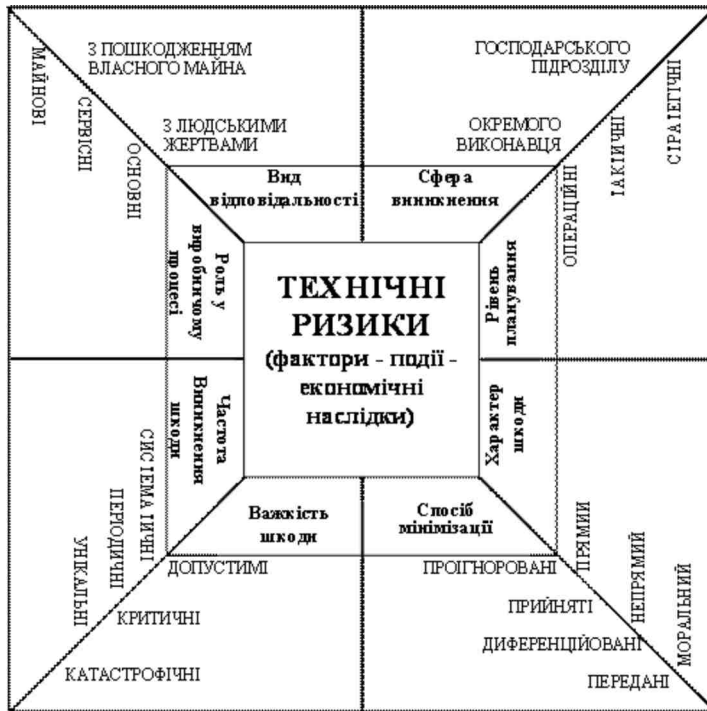 З ПОШКОДЖЕННЯМ
ВЛАСНОГО МАЙНА
З ЛЮДСЬКИМИ
ЖЕРТВАМИ
Вид
відповідальності
ГОСПОДАРСЬКОГО
ПІДРОЗДІЛУ
ОКРЕМОГО
ВИКОНАВЦЯ
Сфера
виникнення
МАЙНОВІ
СЕРВІСНІ
ОСНОВНІ
Роль у
виробничому
процесі
ТЕХНІЧНІ
РИЗИКИ
(фактори - події -
економічні
наслідки)
Рівень
планування
ОПЕРАЦІЙНІ
ТАКТИЧНІ
СТРАТЕГІЧНІ
Частота
Виникнення
шкоди
СИСТЕМАТИЧНІ
ПЕРІОДИЧНІ
УНІКАЛЬНІ
Характер
шкоди
ПРЯМИЙ
НЕПРЯМИЙ
МОРАЛЬНИЙ
Важкість
шкоди
ДОПУСТИМІ
КРИТИЧНІ
КАТАСТРОФІЧНІ
Спосіб
мінімізації
ПРОІГНОРОВАНІ
ПРИЙНЯТІ
ДИФЕРЕНЦІЙОВАНІ
ПЕРЕДАНІ